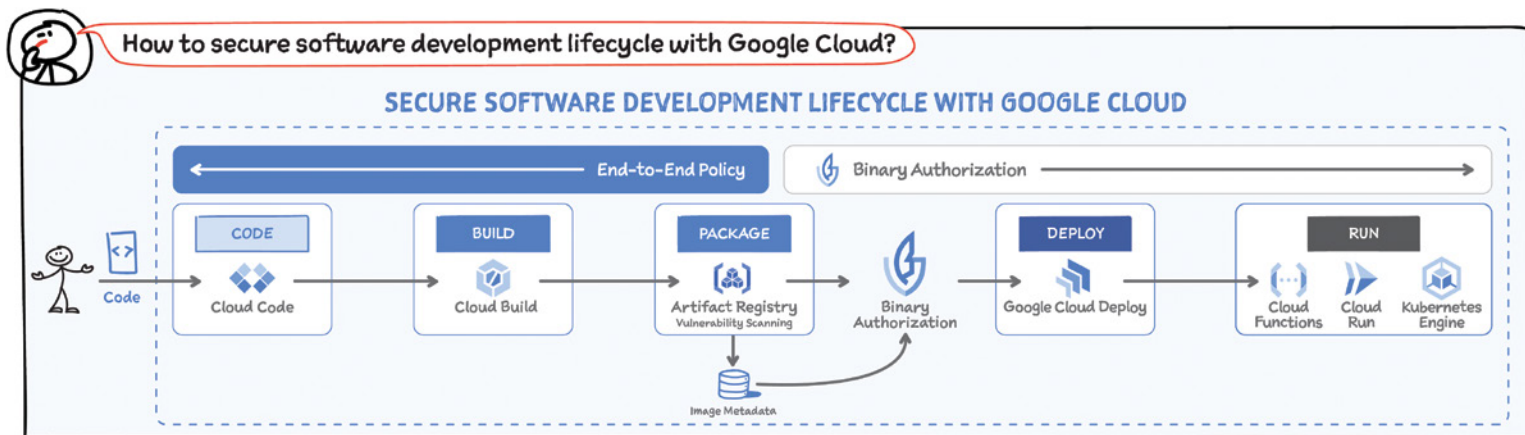 How to secure software development lifecycle with Google Cloud?
SECURE SOFTWARE DEVELOPMENT LIFECYCLE WITH GOOGLE CLOUD
End-to-End Policy
Binary Authorization
Code
CODE
Cloud Code
BUILD
Cloud Build
PACKAGE
Artifact Registry
Vulnerability Scanning
Image Metadata
Binary
Authorization
DEPLOY
Google Cloud Deploy
RUN
Cloud
Functions
Cloud
Run
Kubernetes
Engine